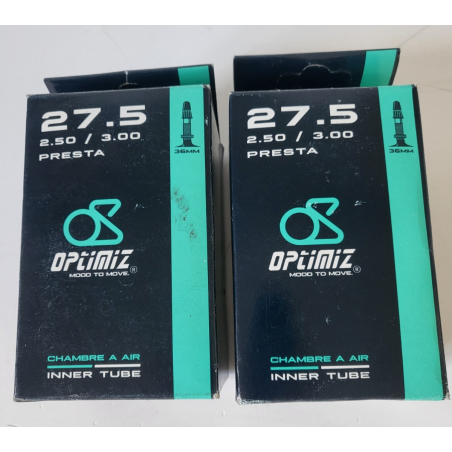 27.5
2.50 / 3.00
PRESTA
36MM
OPTIMIZ
MOOD TO MOVE.®
CHAMBRE A AIR
INNER TUBE
27.5
2.50 / 3.00
PRESTA
36MM
OPTIMIZ
MOOD TO MOVE.®
CHAMBRE A AIR
INNER TUBE